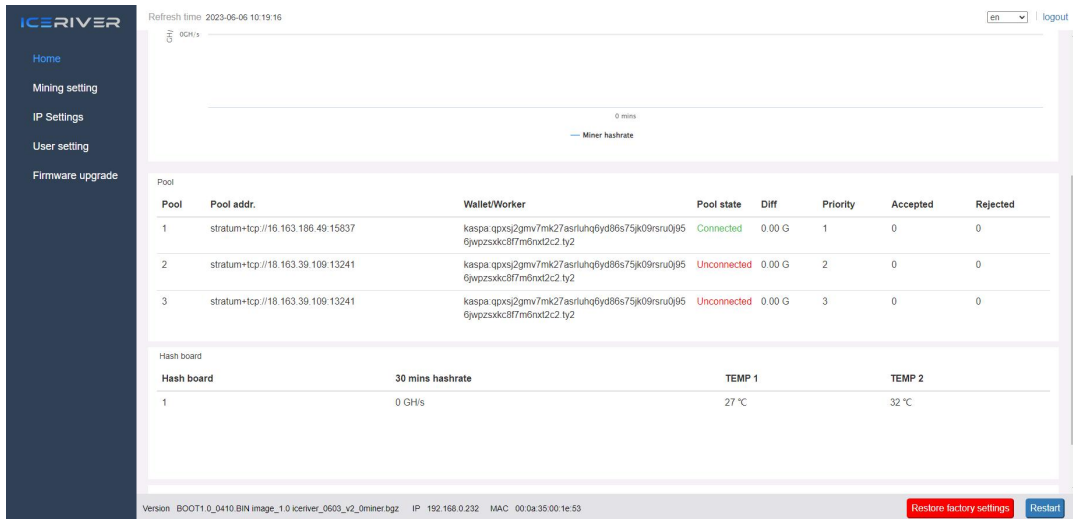 ICERIVER
Refresh time 2023-06-06 10:19:16
en
logout
Home
Mining setting
IP Settings
User setting
Firmware upgrade
GH/
0CH/s
0 mins
Miner hashrate
Pool
Pool Pool addr. Wallet/Worker Pool state Diff Priority Accepted Rejected
1 stratum+tcp://16.163.186.49:15837 kaspa:qpxsj2gmv7mk27asrluhq6yd86s75jk09rsru0j95 Connected 0.00 G 1 0 0
6jwpzsxkc8f7m6nxt2c2.ty2
2 stratum+tcp://18.163.39.109:13241 kaspa:qpxsj2gmv7mk27asrluhq6yd86s75jk09rsru0j95 Unconnected 0.00 G 2 0 0
6jwpzsxkc8f7m6nxt2c2.ty2
3 stratum+tcp://18.163.39.109:13241 kaspa:qpxsj2gmv7mk27asrluhq6yd86s75jk09rsru0j95 Unconnected 0.00 G 3 0 0
6jwpzsxkc8f7m6nxt2c2.ty2
Hash board
Hash board 30 mins hashrate TEMP 1 TEMP 2
1 0 GH/s 27 ℃ 32 ℃
Version BOOT1.0_0410.BIN image_1.0 iceriver_0603_v2_0miner.bgz IP 192.168.0.232 MAC 00:0a:35:00:1e:53
Restore factory settings
Restart